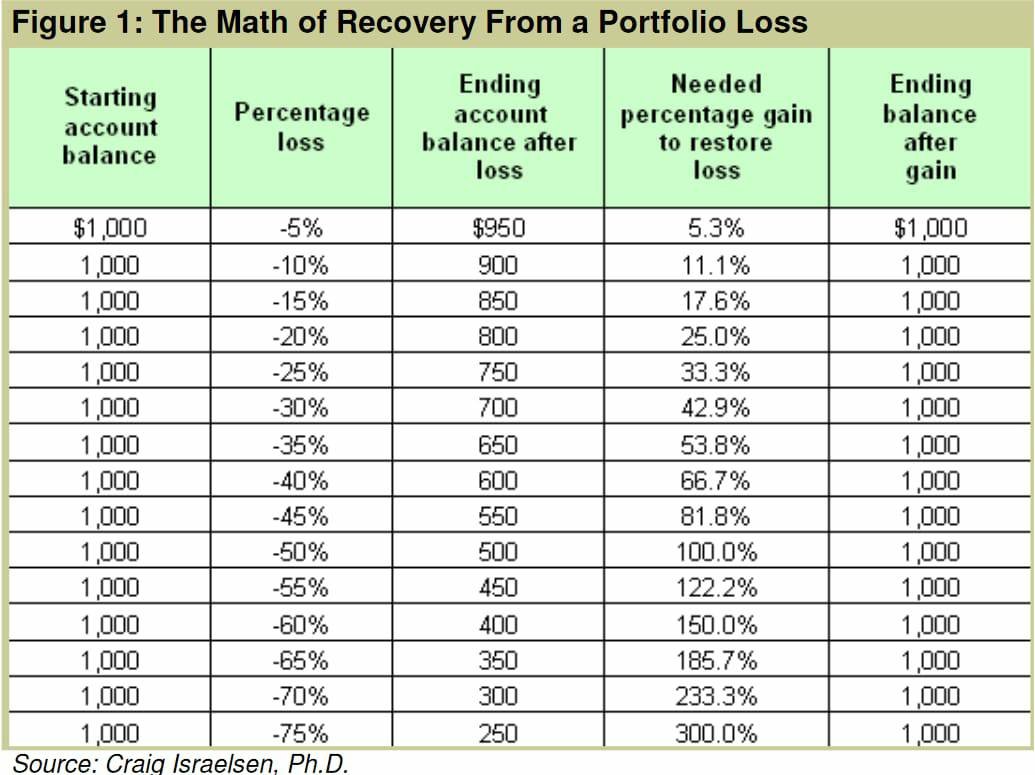 Figure 1: The Math of Recovery From a Portfolio Loss
Starting account balance Percentage loss Ending account balance after loss Needed percentage gain to restore loss Ending balance after gain
$1,000 -5% $950 5.3% $1,000
1,000 -10% 900 11.1% 1,000
1,000 -15% 850 17.6% 1,000
1,000 -20% 800 25.0% 1,000
1,000 -25% 750 33.3% 1,000
1,000 -30% 700 42.9% 1,000
1,000 -35% 650 53.8% 1,000
1,000 -40% 600 66.7% 1,000
1,000 -45% 550 81.8% 1,000
1,000 -50% 500 100.0% 1,000
1,000 -55% 450 122.2% 1,000
1,000 -60% 400 150.0% 1,000
1,000 -65% 350 185.7% 1,000
1,000 -70% 300 233.3% 1,000
1,000 -75% 250 300.0% 1,000
Source: Craig Israelsen, Ph.D.